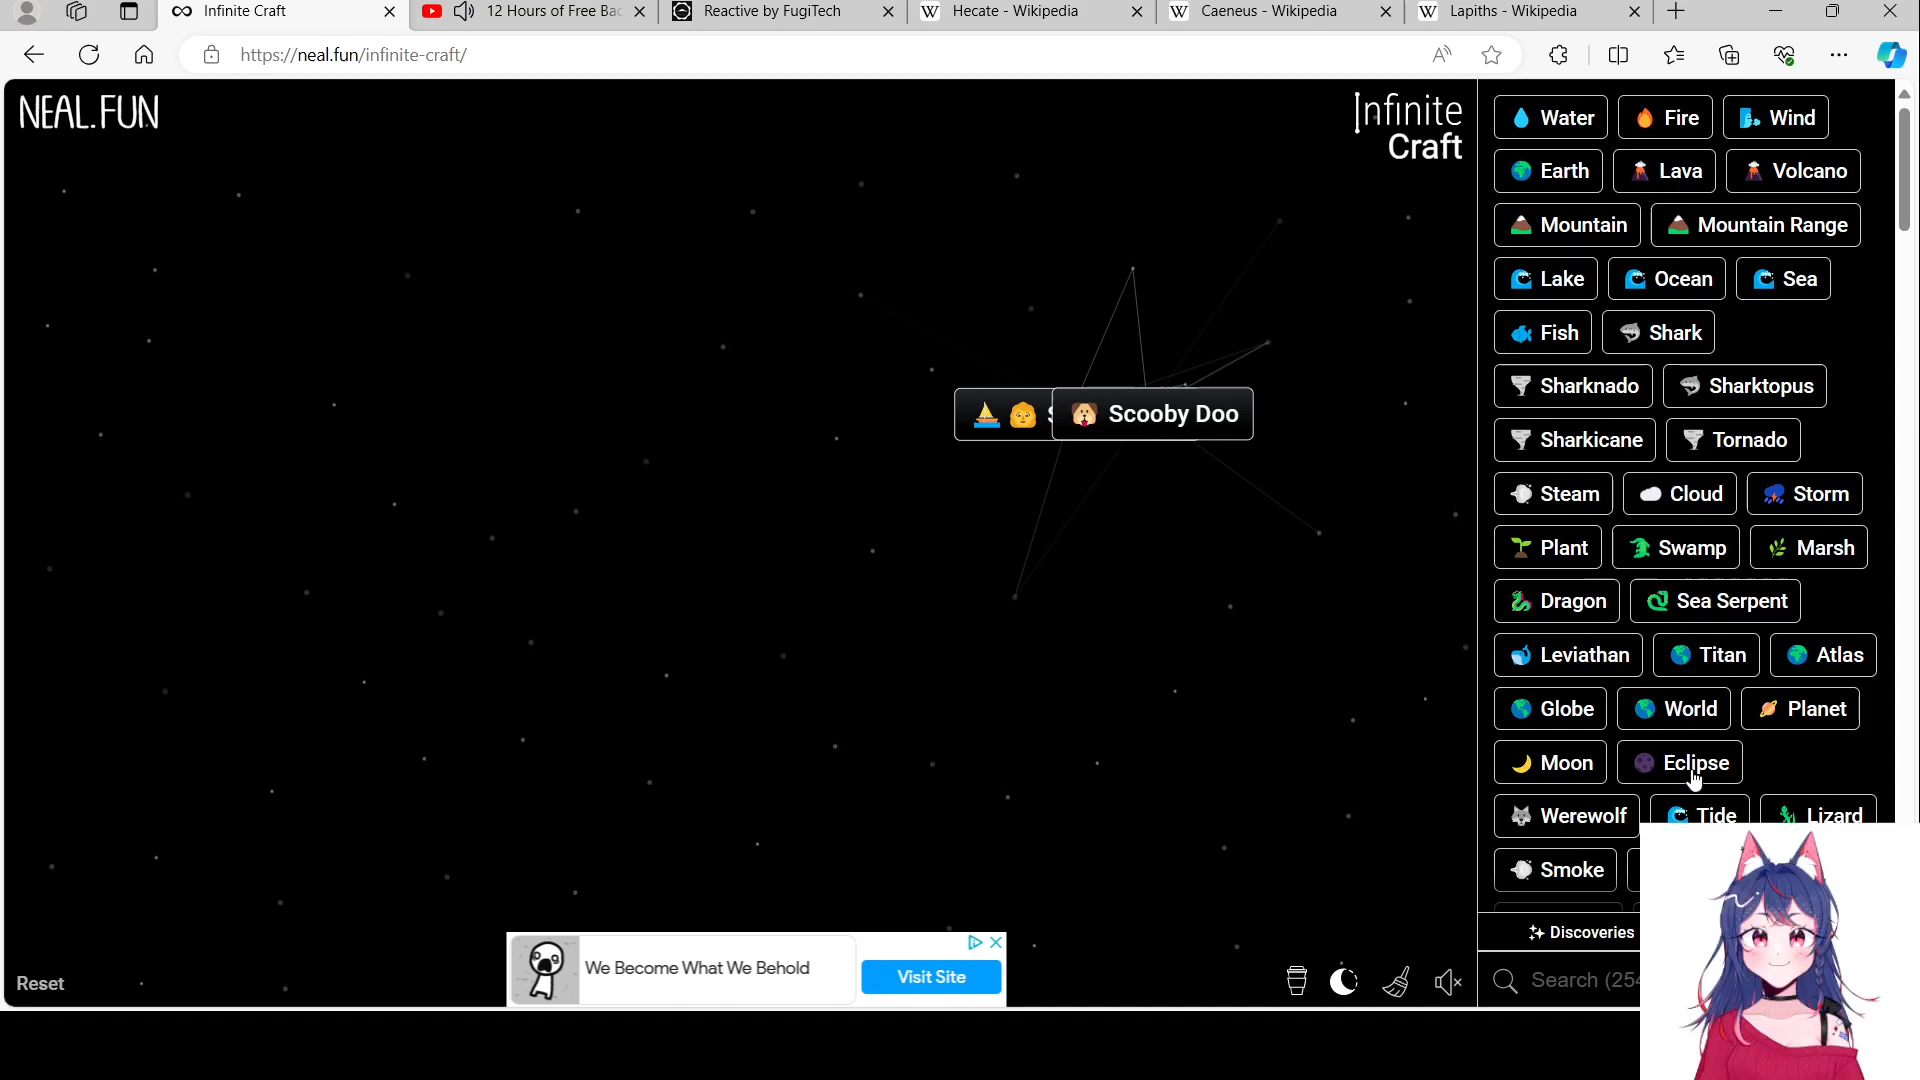 Infinite Craft
12 Hours of Free Bac
Reactive by FugiTech
Hecate - Wikipedia
Caeneus - Wikipedia
Lapiths - Wikipedia
https://neal.fun/infinite-craft/
NEAL.FUN
Infinite
Craft
Water Fire Wind
Earth Lava Volcano
Mountain Mountain Range
Lake Ocean Sea
Fish Shark
Sharknado Sharktopus
Scooby Doo
Sharkicane Tornado
Steam Cloud Storm
Plant Swamp Marsh
Dragon Sea Serpent
Leviathan Titan Atlas
Globe World Planet
Moon Eclipse
Werewolf Tide Lizard
Smoke
Discoveries
We Become What We Behold
Visit Site
Reset
Search (254